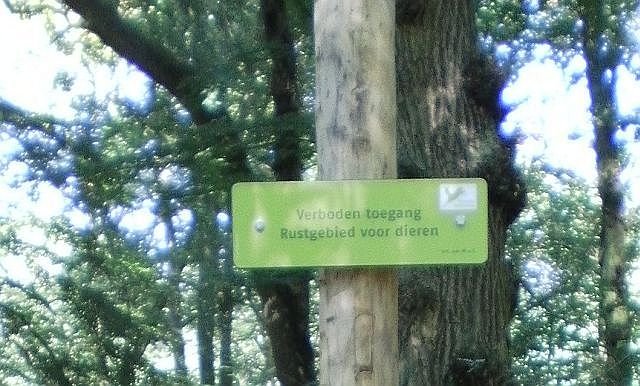 Verboden toegang
Rustgebied voor dieren